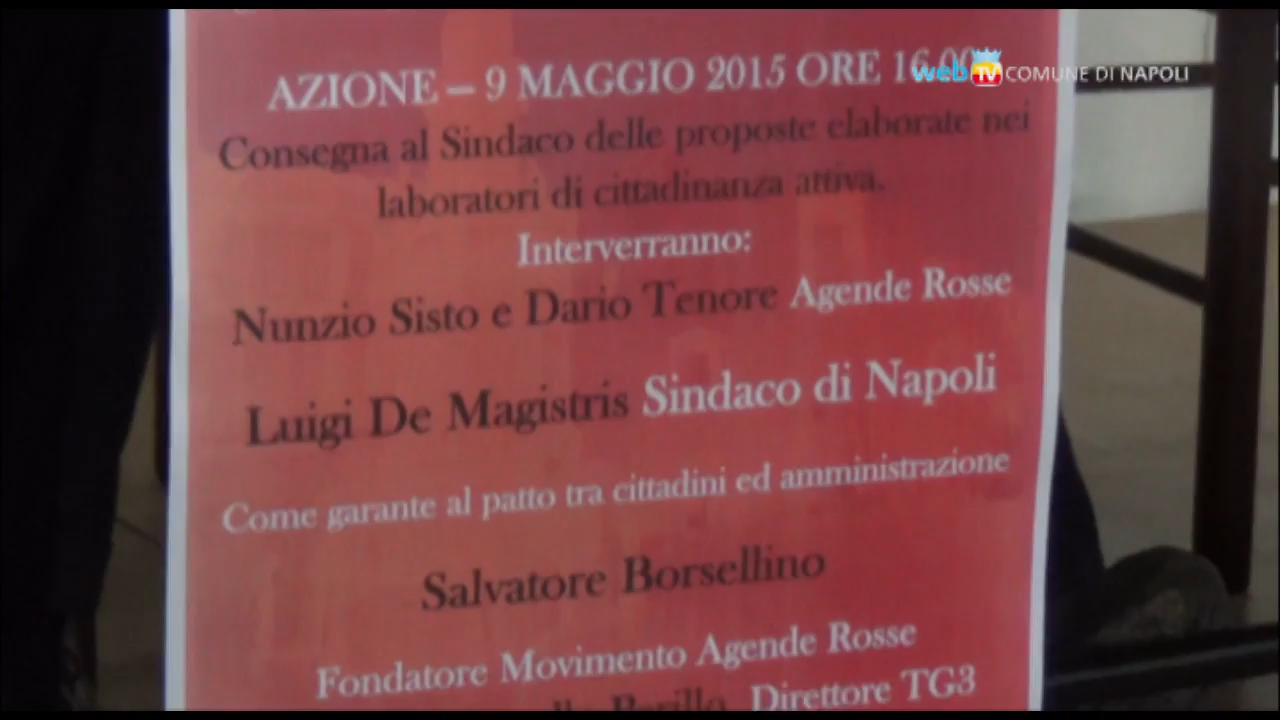 AZIONE – 9 MAGGIO 2015 ORE 16,00
web TV COMUNE DI NAPOLI
Consegna al Sindaco delle proposte elaborate nei
laboratori di cittadinanza attiva.
Interverranno:
Nunzio Sisto e Dario Tenore Agende Rosse
Luigi De Magistris Sindaco di Napoli
Come garante al patto tra cittadini ed amministrazione
Salvatore Borsellino
Fondatore Movimento Agende Rosse
Direttore TG3